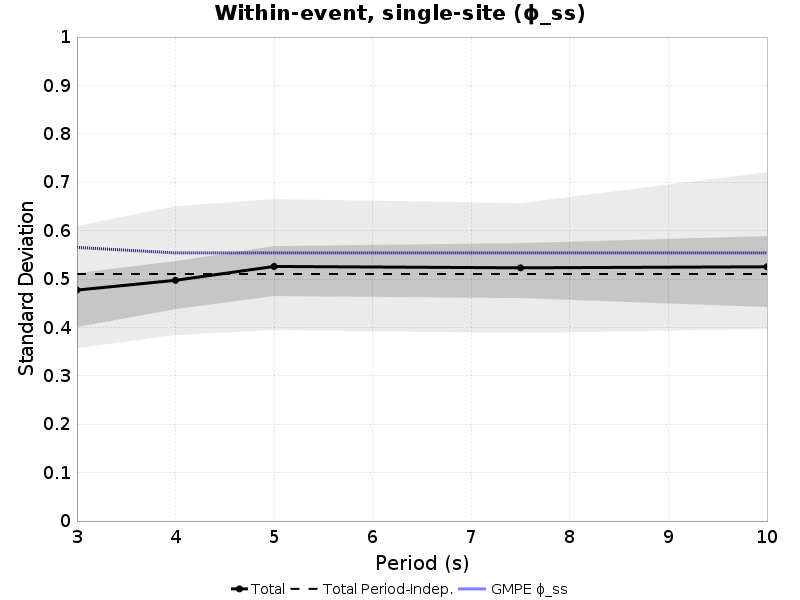 Within-event, single-site (ϕ_ss)
1
0.9
0.8
0.7
0.6
0.5
0.4
0.3
0.2
0.1
0
Standard Deviation
3 4 5 6 7 8 9 10
Period (s)
Total Total Period-Indep. GMPE ϕ_ss